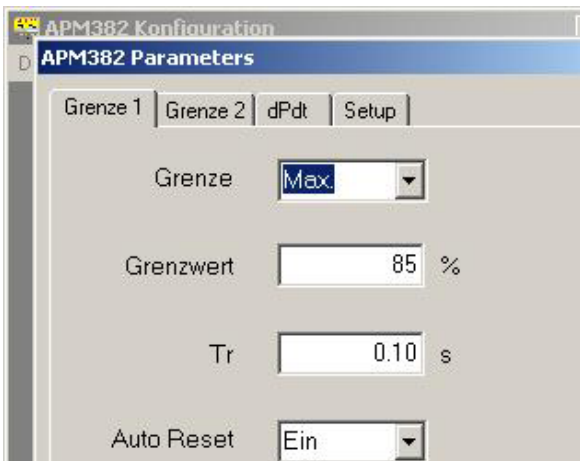 APM382 Konfiguration
D
APM382 Parameters
Grenze 1 Grenze 2 dPdt Setup
Grenze Max.
Grenzwert 85 %
Tr 0.10 s
Auto Reset Ein